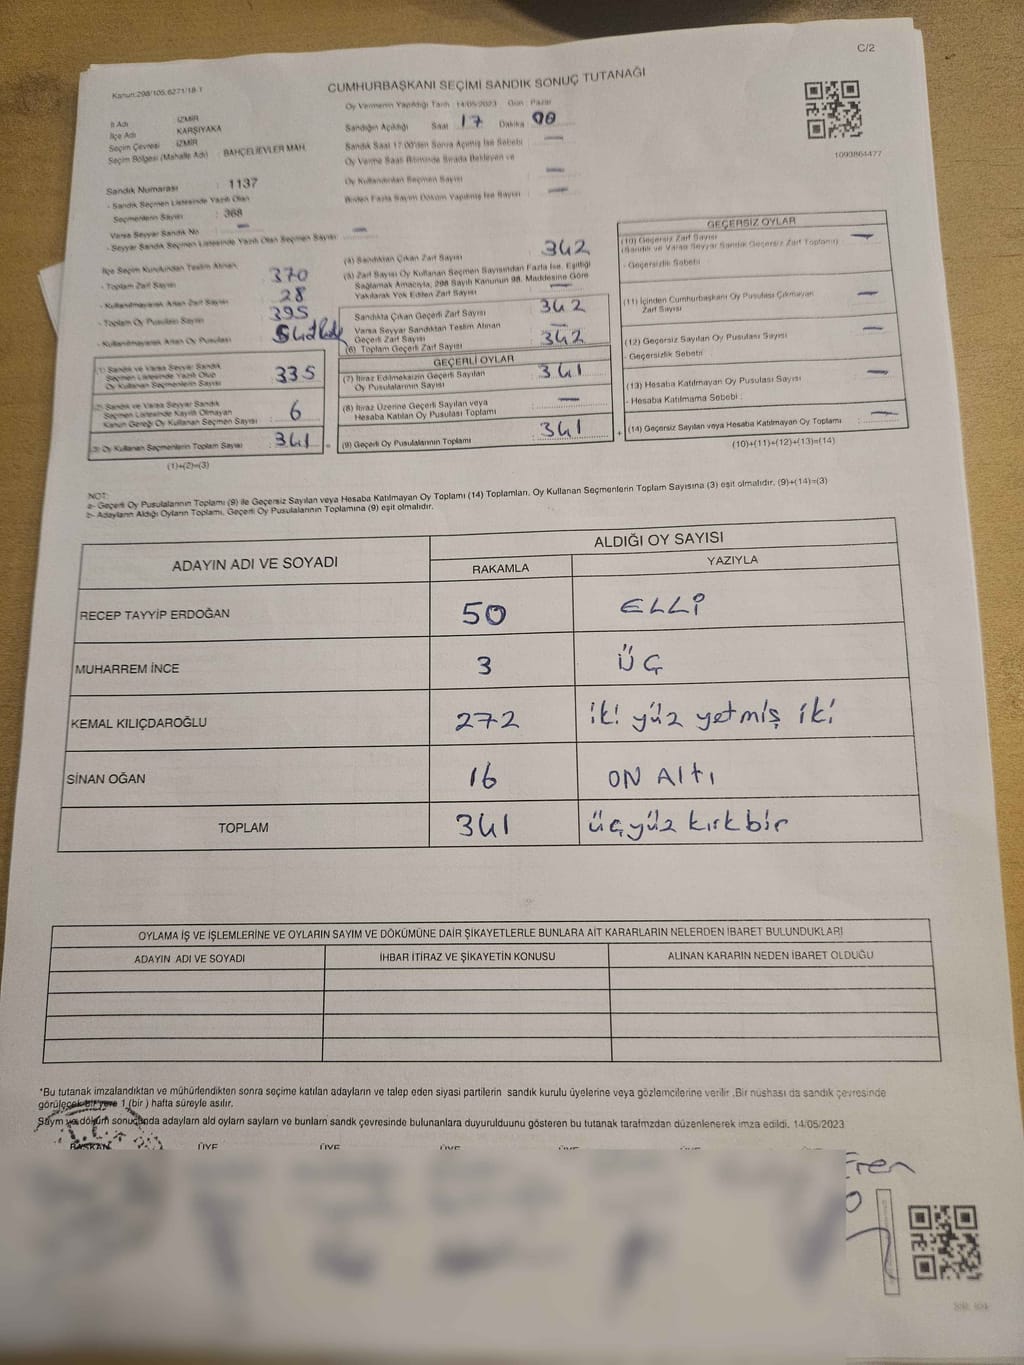 C/2
Kanun:298/105,6271/18-1
CUMHURBAŞKANI SEÇİMİ SANDIK SONUÇ TUTANAĞI
Oy Vermenin Yapıldığı Tarih : 14/05/2023 Gün : Pazar
İl Adı : İZMİR
İlçe Adı : KARŞIYAKA
Seçim Çevresi : İZMİR
Seçim Bölgesi (Mahalle Adı) : BAHÇELİEVLER MAH.
Sandığın Açıldığı Saat : 17 Dakika : 00
Sandık Saat 17:00'den Sonra Açılmış İse Sebebi : —
Oy Verme Saati Bitiminde Sırada Bekleyen ve
Oy Kullandırılan Seçmen Sayısı : —
Birden Fazla Sayım Döküm Yapılmış İse Sayısı : —
1093864477
Sandık Numarası : 1137
- Sandık Seçmen Listesinde Yazılı Olan
Seçmenlerin Sayısı : 368
Varsa Seyyar Sandık No : —
- Seyyar Sandık Seçmen Listesinde Yazılı Olan Seçmen Sayısı : —
İlçe Seçim Kurulundan Teslim Alınan
- Toplam Zarf Sayısı : 370
- Kullanılmayarak Artan Zarf Sayısı : 28
- Toplam Oy Pusulası Sayısı : 395
- Kullanılmayarak Artan Oy Pusulası :
(1) Sandık ve Varsa Seyyar Sandık
Seçmen Listesinde Yazılı Olup
Oy Kullanan Seçmenlerin Sayısı : 335
(2) Sandık ve Varsa Seyyar Sandık
Seçmen Listesinde Kayıtlı Olmayan
Kanun Gereği Oy Kullanan Seçmen Sayısı : 6
(3) Oy Kullanan Seçmenlerin Toplam Sayısı : 341
(1)+(2)=(3)
(4) Sandıktan Çıkan Zarf Sayısı : 342
(5) Zarf Sayısı Oy Kullanan Seçmen Sayısından Fazla İse, Eşitliği
Sağlamak Amacıyla, 298 Sayılı Kanunun 98. Maddesine Göre
Yakılarak Yok Edilen Zarf Sayısı : —
Sandıkta Çıkan Geçerli Zarf Sayısı : 342
Varsa Seyyar Sandıktan Teslim Alınan
Geçerli Zarf Sayısı : —
(6) Toplam Geçerli Zarf Sayısı : 342
GEÇERLİ OYLAR
(7) İtiraz Edilmeksizin Geçerli Sayılan
Oy Pusulalarının Sayısı : 341
(8) İtiraz Üzerine Geçerli Sayılan veya
Hesaba Katılan Oy Pusulası Toplamı : —
= (9) Geçerli Oy Pusulalarının Toplamı : 341 +
GEÇERSİZ OYLAR
(10) Geçersiz Zarf Sayısı
(Sandık ve Varsa Seyyar Sandık Geçersiz Zarf Toplamı) : —
- Geçersizlik Sebebi :
(11) İçinden Cumhurbaşkanı Oy Pusulası Çıkmayan
Zarf Sayısı : —
(12) Geçersiz Sayılan Oy Pusulası Sayısı : —
- Geçersizlik Sebebi :
(13) Hesaba Katılmayan Oy Pusulası Sayısı : —
- Hesaba Katılmama Sebebi :
(14) Geçersiz Sayılan veya Hesaba Katılmayan Oy Toplamı : —
(10)+(11)+(12)+(13)=(14)
NOT:
a- Geçerli Oy Pusulalarının Toplamı (9) ile Geçersiz Sayılan veya Hesaba Katılmayan Oy Toplamı (14) Toplamları, Oy Kullanan Seçmenlerin Toplam Sayısına (3) eşit olmalıdır. (9)+(14)=(3)
b- Adayların Aldığı Oyların Toplamı, Geçerli Oy Pusulalarının Toplamına (9) eşit olmalıdır.
ADAYIN ADI VE SOYADI
ALDIĞI OY SAYISI
RAKAMLA YAZIYLA
RECEP TAYYİP ERDOĞAN 50 ELLİ
MUHARREM İNCE 3 ÜÇ
KEMAL KILIÇDAROĞLU 272 iki yüz yetmiş iki
SİNAN OĞAN 16 ON Altı
TOPLAM 341 üçyüz kırkbir
OYLAMA İŞ VE İŞLEMLERİNE VE OYLARIN SAYIM VE DÖKÜMÜNE DAİR ŞİKAYETLERLE BUNLARA AİT KARARLARIN NELERDEN İBARET BULUNDUKLARI
ADAYIN ADI VE SOYADI İHBAR İTİRAZ VE ŞİKAYETİN KONUSU ALINAN KARARIN NEDEN İBARET OLDUĞU
*Bu tutanak imzalandıktan ve mühürlendikten sonra seçime katılan adayların ve talep eden siyasi partilerin sandık kurulu üyelerine veya gözlemcilerine verilir .Bir nüshası da sandık çevresinde
görülecek bir yere 1 (bir ) hafta süreyle asılır.
Sayım ve döküm sonucunda adayların ald oyların sayların ve bunların sandk çevresinde bulunanlara duyurulduunu gösteren bu tutanak tarafmzdan düzenlenerek imza edildi. 14/05/2023
BAŞKAN ÜYE ÜYE ÜYE